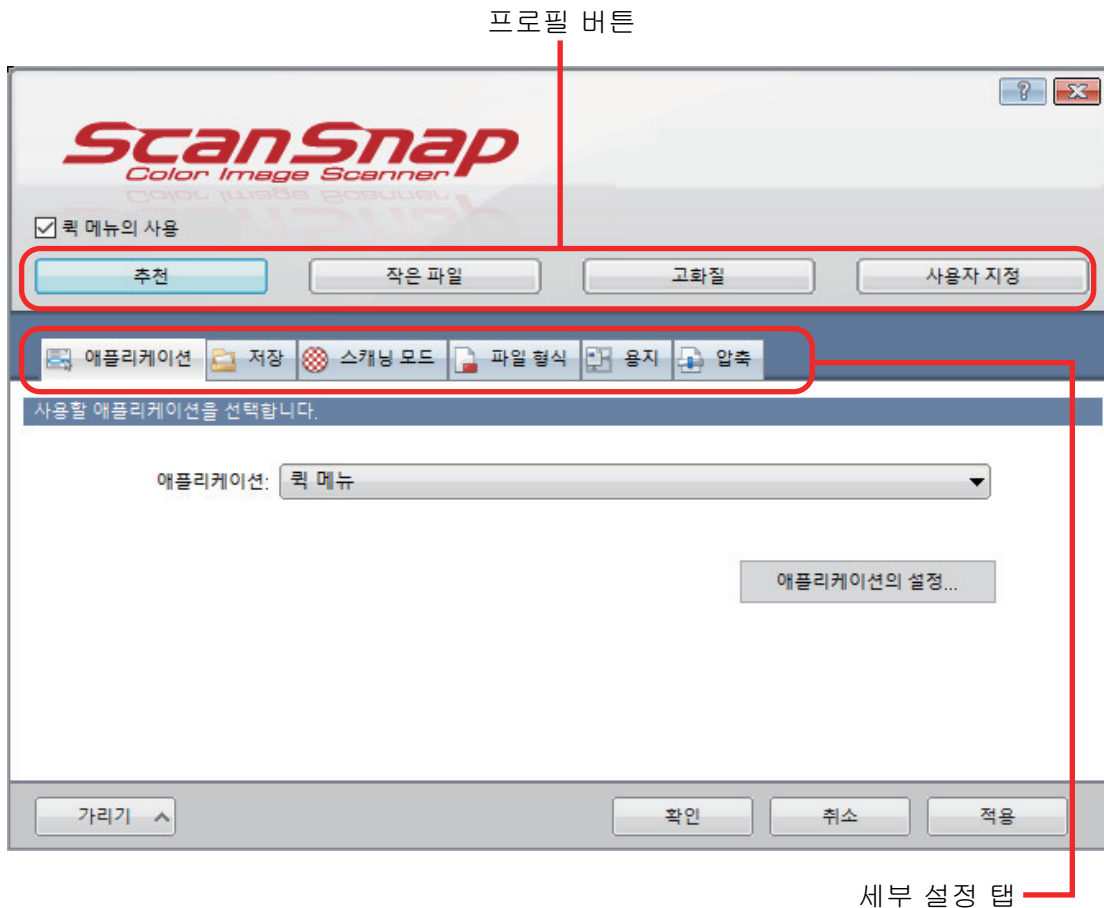 프로필 버튼
ScanSnap
Color Image Scanner
퀵 메뉴의 사용
추천 작은 파일 고화질 사용자 지정
애플리케이션 저장 스캐닝 모드 파일 형식 용지 압축
사용할 애플리케이션을 선택합니다.
애플리케이션: 퀵 메뉴
애플리케이션의 설정...
가리기 확인 취소 적용
세부 설정 탭